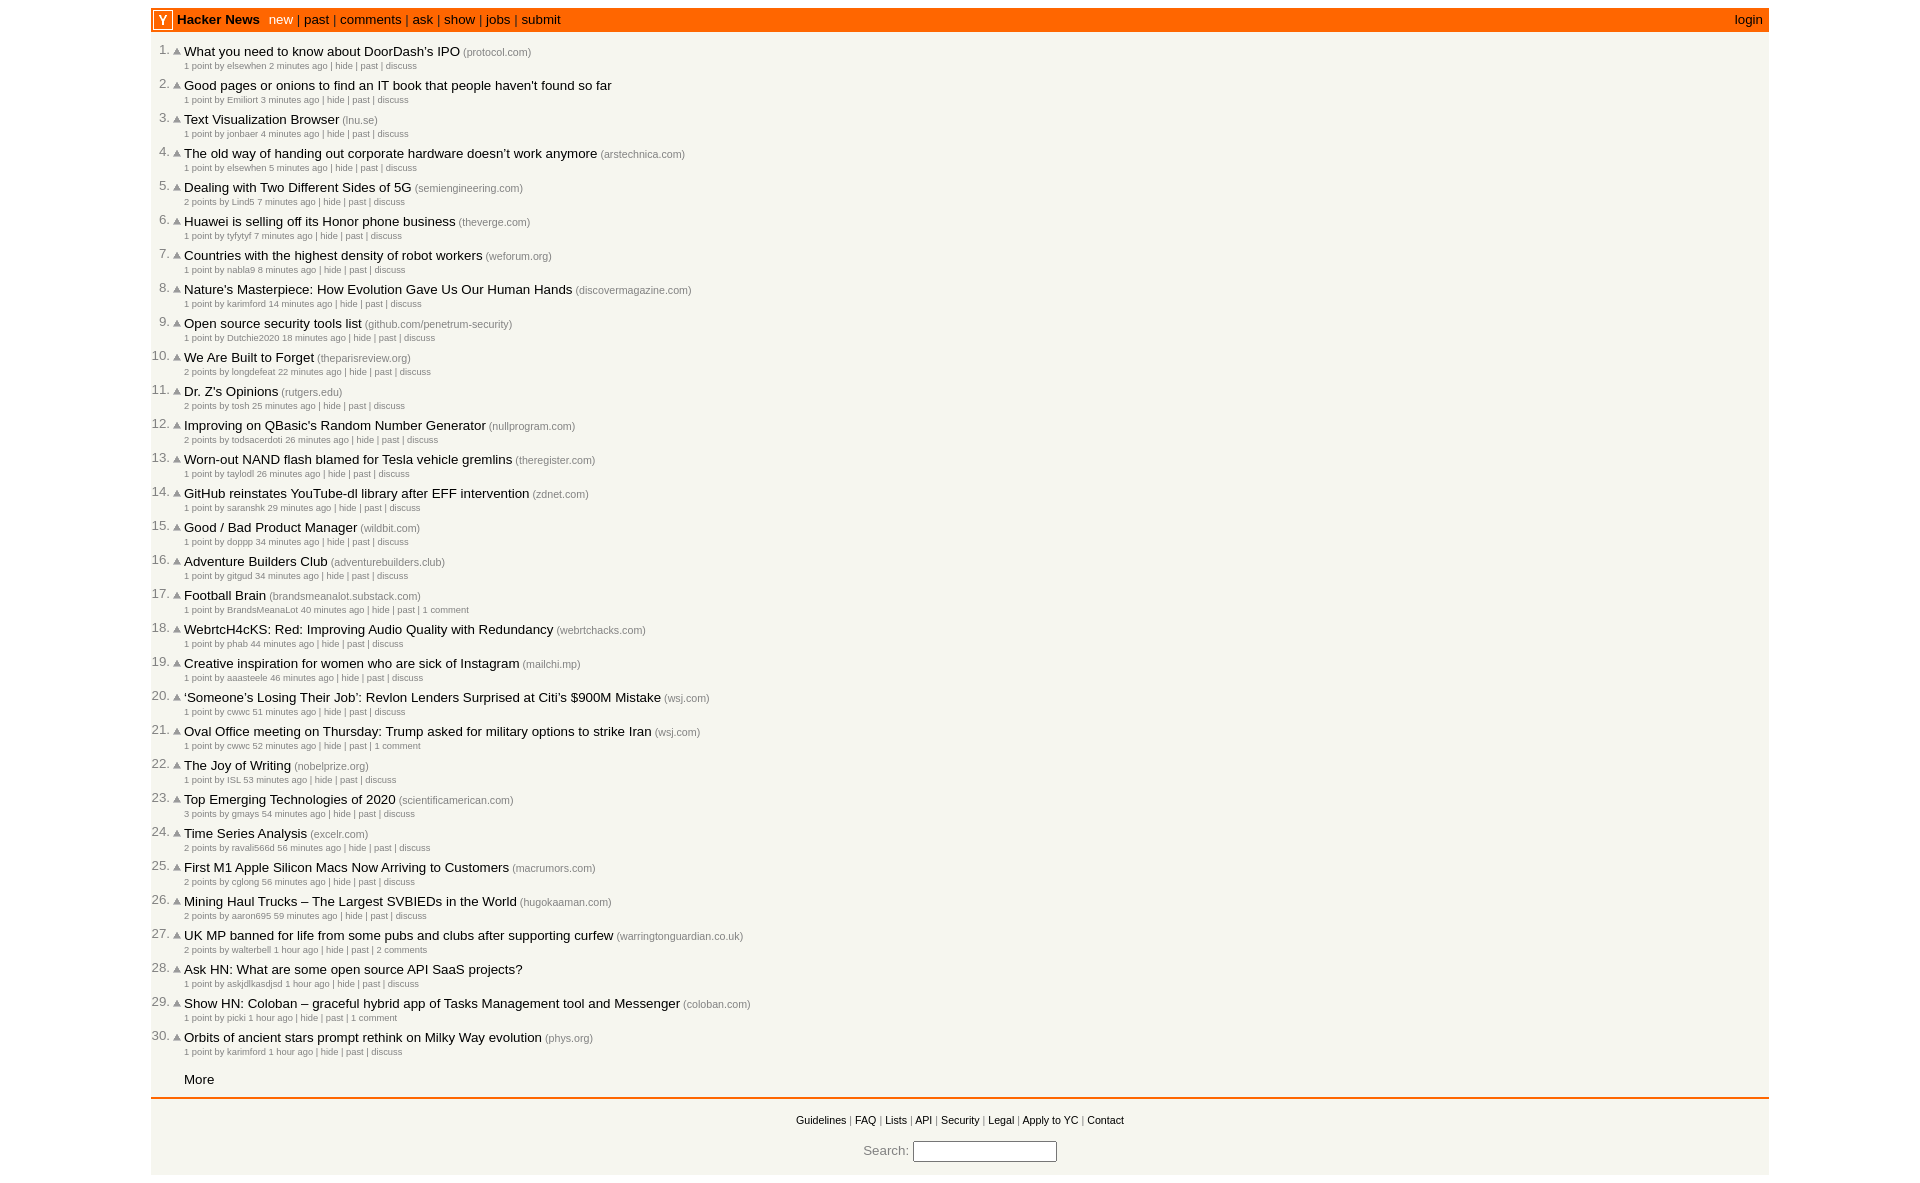 Y Hacker News new | past | comments | ask | show | jobs | submit login
1. What you need to know about DoorDash’s IPO (protocol.com)
1 point by elsewhen 2 minutes ago | hide | past | discuss
2. Good pages or onions to find an IT book that people haven't found so far
1 point by Emiliort 3 minutes ago | hide | past | discuss
3. Text Visualization Browser (lnu.se)
1 point by jonbaer 4 minutes ago | hide | past | discuss
4. The old way of handing out corporate hardware doesn’t work anymore (arstechnica.com)
1 point by elsewhen 5 minutes ago | hide | past | discuss
5. Dealing with Two Different Sides of 5G (semiengineering.com)
2 points by Lind5 7 minutes ago | hide | past | discuss
6. Huawei is selling off its Honor phone business (theverge.com)
1 point by tyfytyf 7 minutes ago | hide | past | discuss
7. Countries with the highest density of robot workers (weforum.org)
1 point by nabla9 8 minutes ago | hide | past | discuss
8. Nature's Masterpiece: How Evolution Gave Us Our Human Hands (discovermagazine.com)
1 point by karimford 14 minutes ago | hide | past | discuss
9. Open source security tools list (github.com/penetrum-security)
1 point by Dutchie2020 18 minutes ago | hide | past | discuss
10. We Are Built to Forget (theparisreview.org)
2 points by longdefeat 22 minutes ago | hide | past | discuss
11. Dr. Z's Opinions (rutgers.edu)
2 points by tosh 25 minutes ago | hide | past | discuss
12. Improving on QBasic's Random Number Generator (nullprogram.com)
2 points by todsacerdoti 26 minutes ago | hide | past | discuss
13. Worn-out NAND flash blamed for Tesla vehicle gremlins (theregister.com)
1 point by taylodl 26 minutes ago | hide | past | discuss
14. GitHub reinstates YouTube-dl library after EFF intervention (zdnet.com)
1 point by saranshk 29 minutes ago | hide | past | discuss
15. Good / Bad Product Manager (wildbit.com)
1 point by doppp 34 minutes ago | hide | past | discuss
16. Adventure Builders Club (adventurebuilders.club)
1 point by gitgud 34 minutes ago | hide | past | discuss
17. Football Brain (brandsmeanalot.substack.com)
1 point by BrandsMeanaLot 40 minutes ago | hide | past | 1 comment
18. WebrtcH4cKS: Red: Improving Audio Quality with Redundancy (webrtchacks.com)
1 point by phab 44 minutes ago | hide | past | discuss
19. Creative inspiration for women who are sick of Instagram (mailchi.mp)
1 point by aaasteele 46 minutes ago | hide | past | discuss
20. ‘Someone’s Losing Their Job’: Revlon Lenders Surprised at Citi’s $900M Mistake (wsj.com)
1 point by cwwc 51 minutes ago | hide | past | discuss
21. Oval Office meeting on Thursday: Trump asked for military options to strike Iran (wsj.com)
1 point by cwwc 52 minutes ago | hide | past | 1 comment
22. The Joy of Writing (nobelprize.org)
1 point by ISL 53 minutes ago | hide | past | discuss
23. Top Emerging Technologies of 2020 (scientificamerican.com)
3 points by gmays 54 minutes ago | hide | past | discuss
24. Time Series Analysis (excelr.com)
2 points by ravali566d 56 minutes ago | hide | past | discuss
25. First M1 Apple Silicon Macs Now Arriving to Customers (macrumors.com)
2 points by cglong 56 minutes ago | hide | past | discuss
26. Mining Haul Trucks – The Largest SVBIEDs in the World (hugokaaman.com)
2 points by aaron695 59 minutes ago | hide | past | discuss
27. UK MP banned for life from some pubs and clubs after supporting curfew (warringtonguardian.co.uk)
2 points by walterbell 1 hour ago | hide | past | 2 comments
28. Ask HN: What are some open source API SaaS projects?
1 point by askjdlkasdjsd 1 hour ago | hide | past | discuss
29. Show HN: Coloban – graceful hybrid app of Tasks Management tool and Messenger (coloban.com)
1 point by picki 1 hour ago | hide | past | 1 comment
30. Orbits of ancient stars prompt rethink on Milky Way evolution (phys.org)
1 point by karimford 1 hour ago | hide | past | discuss
More
Guidelines | FAQ | Lists | API | Security | Legal | Apply to YC | Contact
Search: